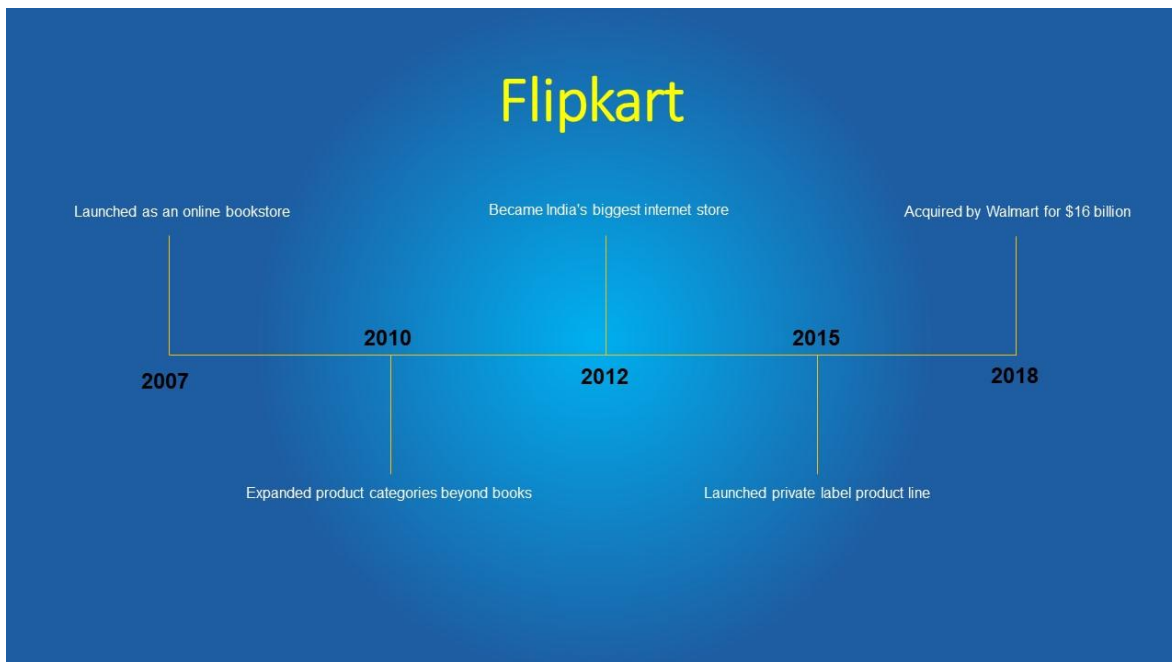 Flipkart
Launched as an online bookstore
Became India's biggest internet store
Acquired by Walmart for $16 billion
2010
2015
2007
2012
2018
Expanded product categories beyond books
Launched private label product line